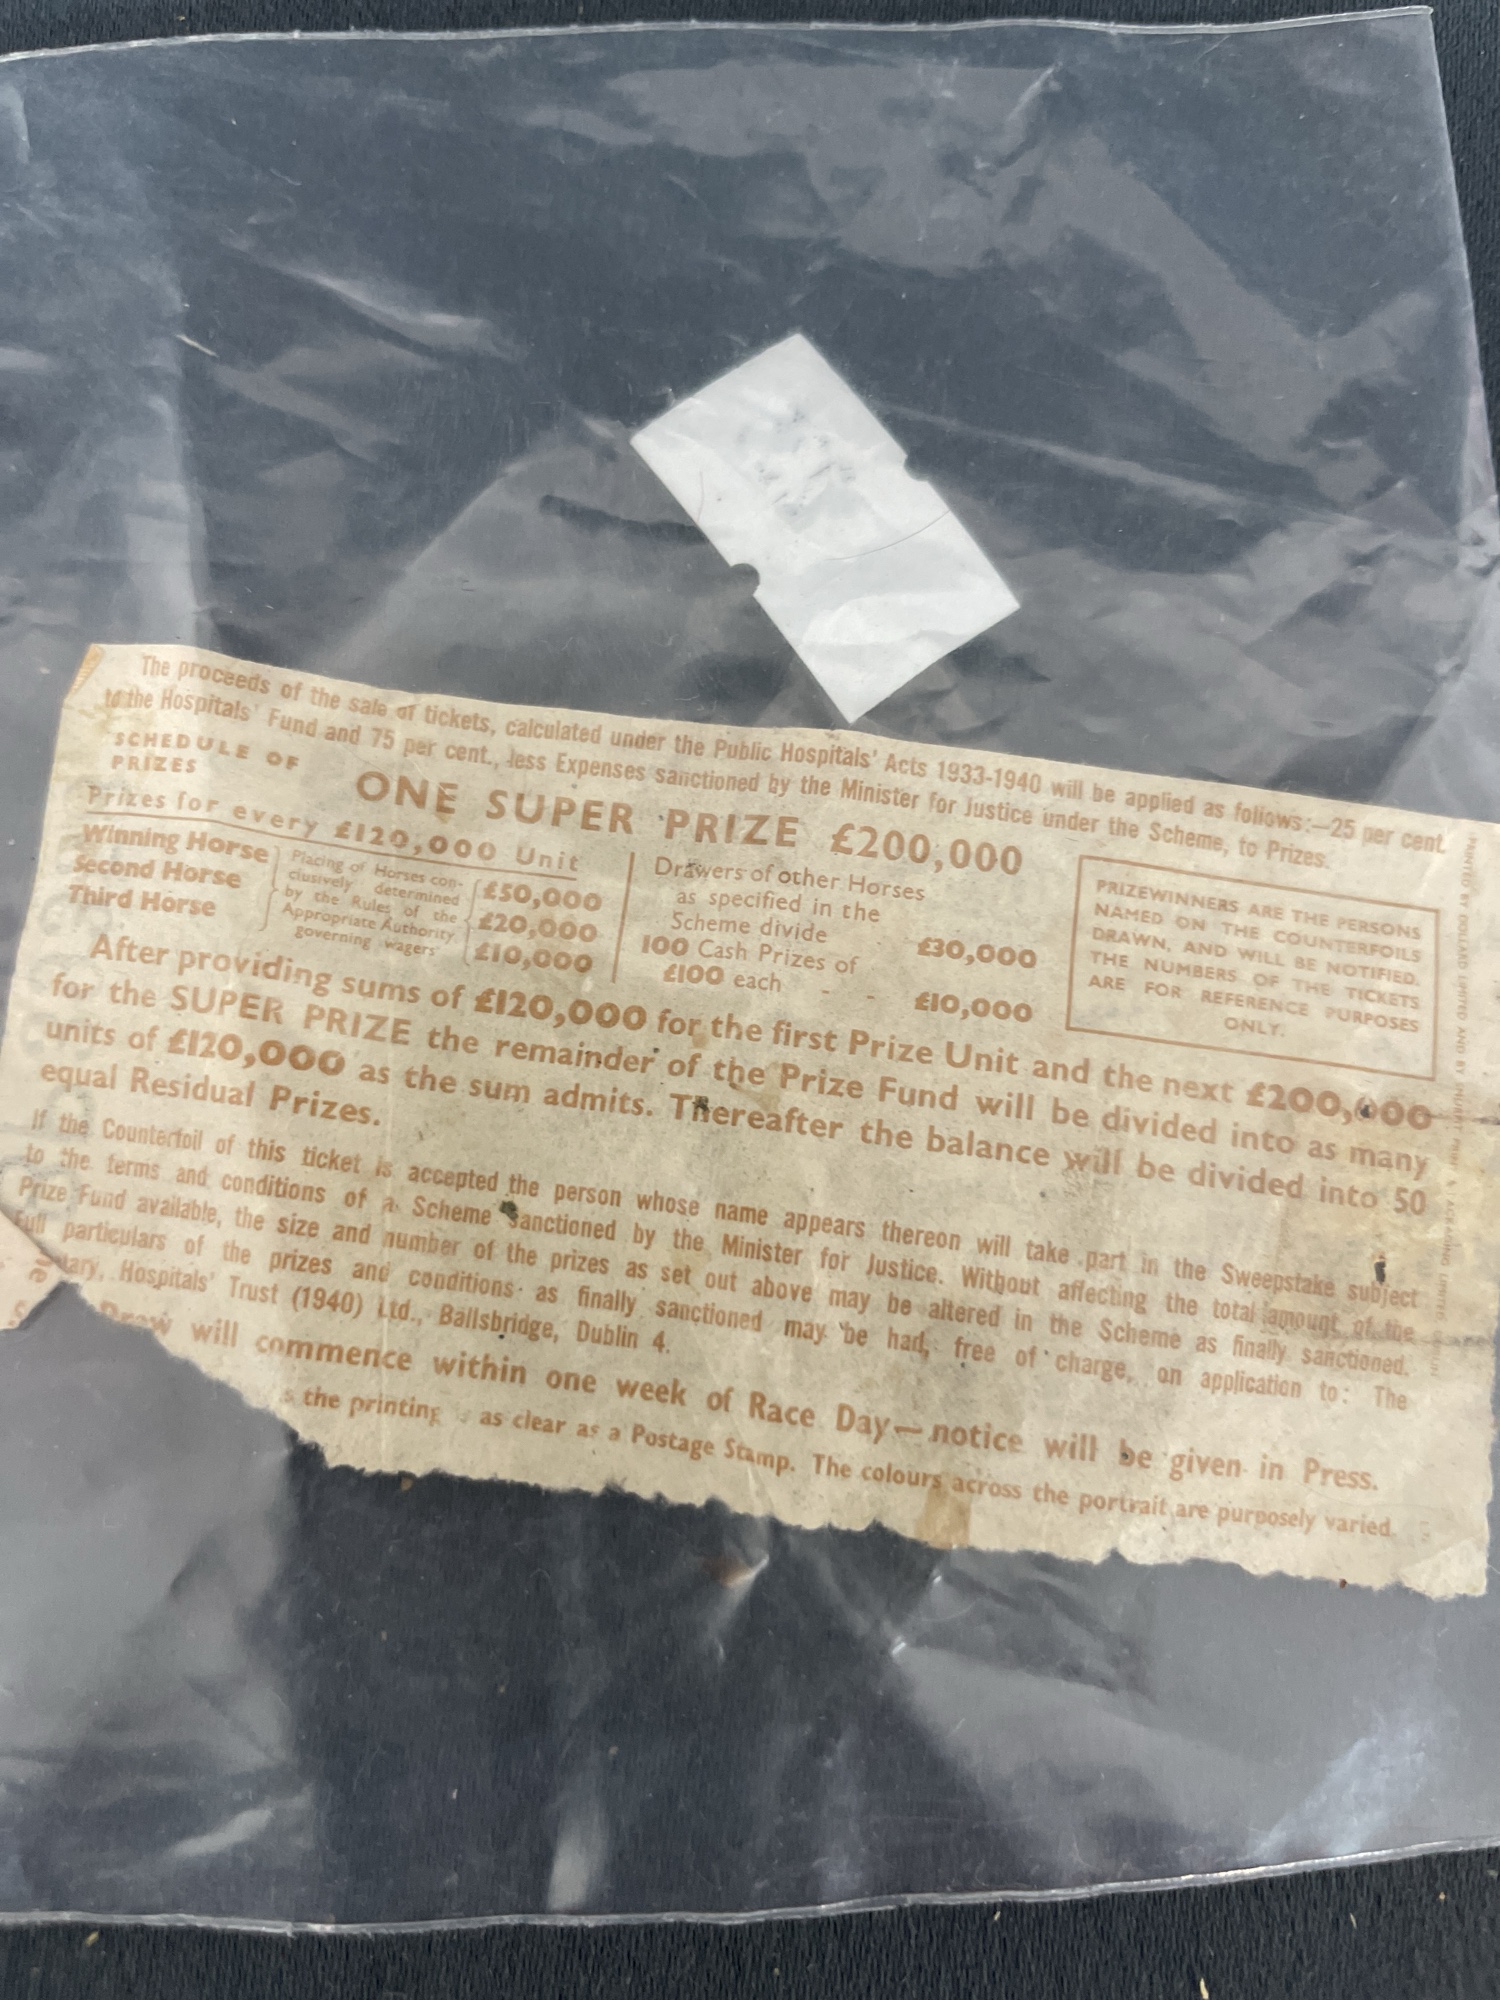 The proceeds of the sale of tickets, calculated under the Public Hospitals' Acts 1933-1940 will be applied as follows:—25 per cent.
to the Hospitals' Fund and 75 per cent., less Expenses sanctioned by the Minister for Justice under the Scheme, to Prizes.
SCHEDULE OF
PRIZES
ONE SUPER PRIZE £200,000
Prizes for every £120,000 Unit
Winning Horse
Second Horse
Third Horse
Placing of Horses con-
clusively determined
by the Rules of the
Appropriate Authority
governing wagers
£50,000
£20,000
£10,000
Drawers of other Horses
as specified in the
Scheme divide £30,000
100 Cash Prizes of
£100 each - - £10,000
PRIZEWINNERS ARE THE PERSONS
NAMED ON THE COUNTERFOILS
DRAWN, AND WILL BE NOTIFIED.
THE NUMBERS OF THE TICKETS
ARE FOR REFERENCE PURPOSES
ONLY.
After providing sums of £120,000 for the first Prize Unit and the next £200,000
for the SUPER PRIZE the remainder of the Prize Fund will be divided into as many
units of £120,000 as the sum admits. Thereafter the balance will be divided into 50
equal Residual Prizes.
If the Counterfoil of this ticket is accepted the person whose name appears thereon will take part in the Sweepstake subject
to the terms and conditions of a Scheme sanctioned by the Minister for Justice. Without affecting the total amount of the
Prize Fund available, the size and number of the prizes as set out above may be altered in the Scheme as finally sanctioned.
Full particulars of the prizes and conditions as finally sanctioned may be had, free of charge, on application to: The
tary, Hospitals' Trust (1940) Ltd., Ballsbridge, Dublin 4.
Draw will commence within one week of Race Day—notice will be given in Press.
the printing as clear as a Postage Stamp. The colours across the portrait are purposely varied.
PRINTED BY DOLLARD LIMITED AND BY